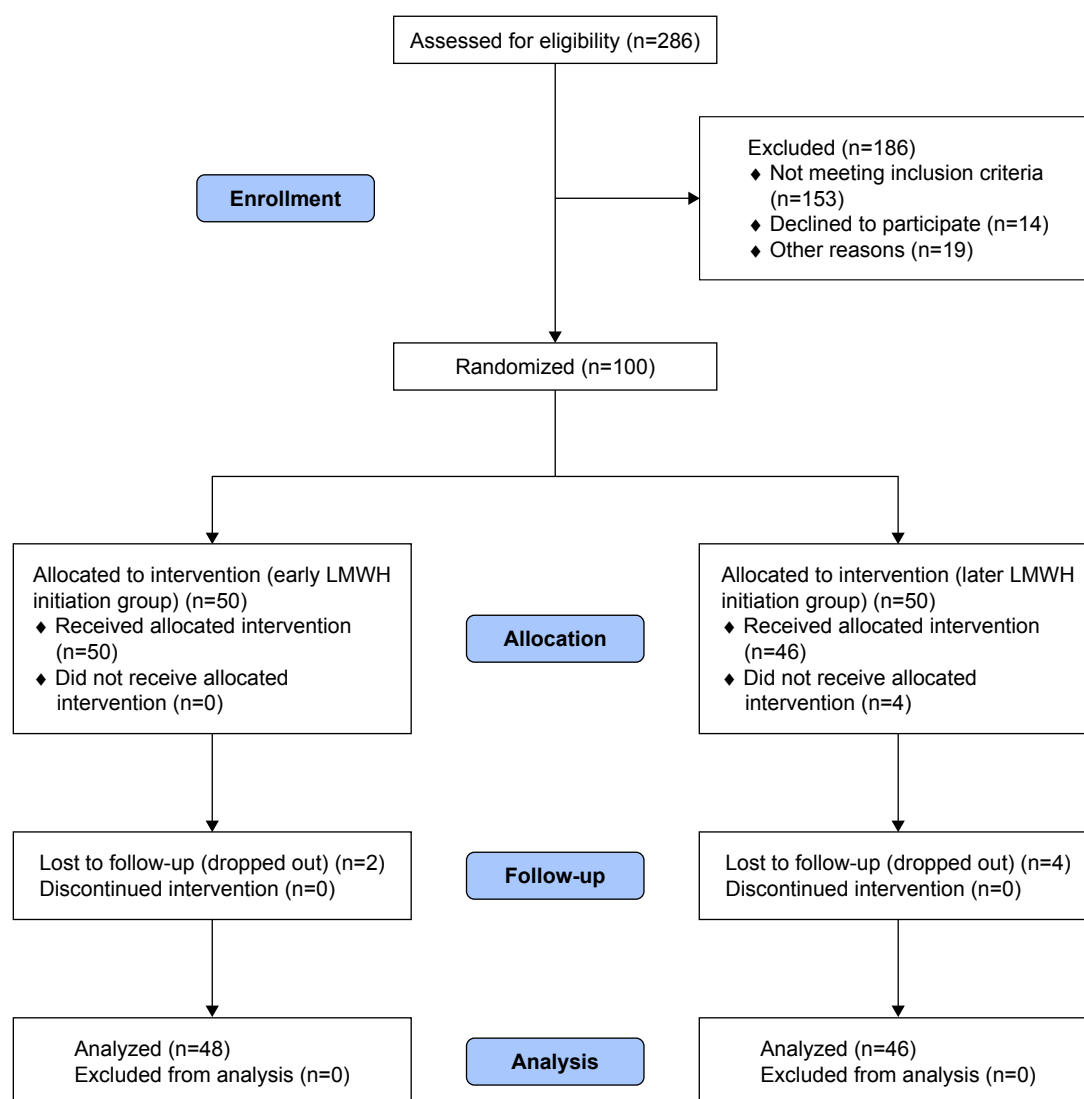 Assessed for eligibility (n=286)
Excluded (n=186)
♦ Not meeting inclusion criteria
(n=153)
♦ Declined to participate (n=14)
♦ Other reasons (n=19)
Enrollment
Randomized (n=100)
Allocated to intervention (early LMWH
initiation group) (n=50)
♦ Received allocated intervention
(n=50)
♦ Did not receive allocated
intervention (n=0)
Allocation
Allocated to intervention (later LMWH
initiation group) (n=50)
♦ Received allocated intervention
(n=46)
♦ Did not receive allocated
intervention (n=4)
Lost to follow-up (dropped out) (n=2)
Discontinued intervention (n=0)
Follow-up
Lost to follow-up (dropped out) (n=4)
Discontinued intervention (n=0)
Analyzed (n=48)
Excluded from analysis (n=0)
Analysis
Analyzed (n=46)
Excluded from analysis (n=0)